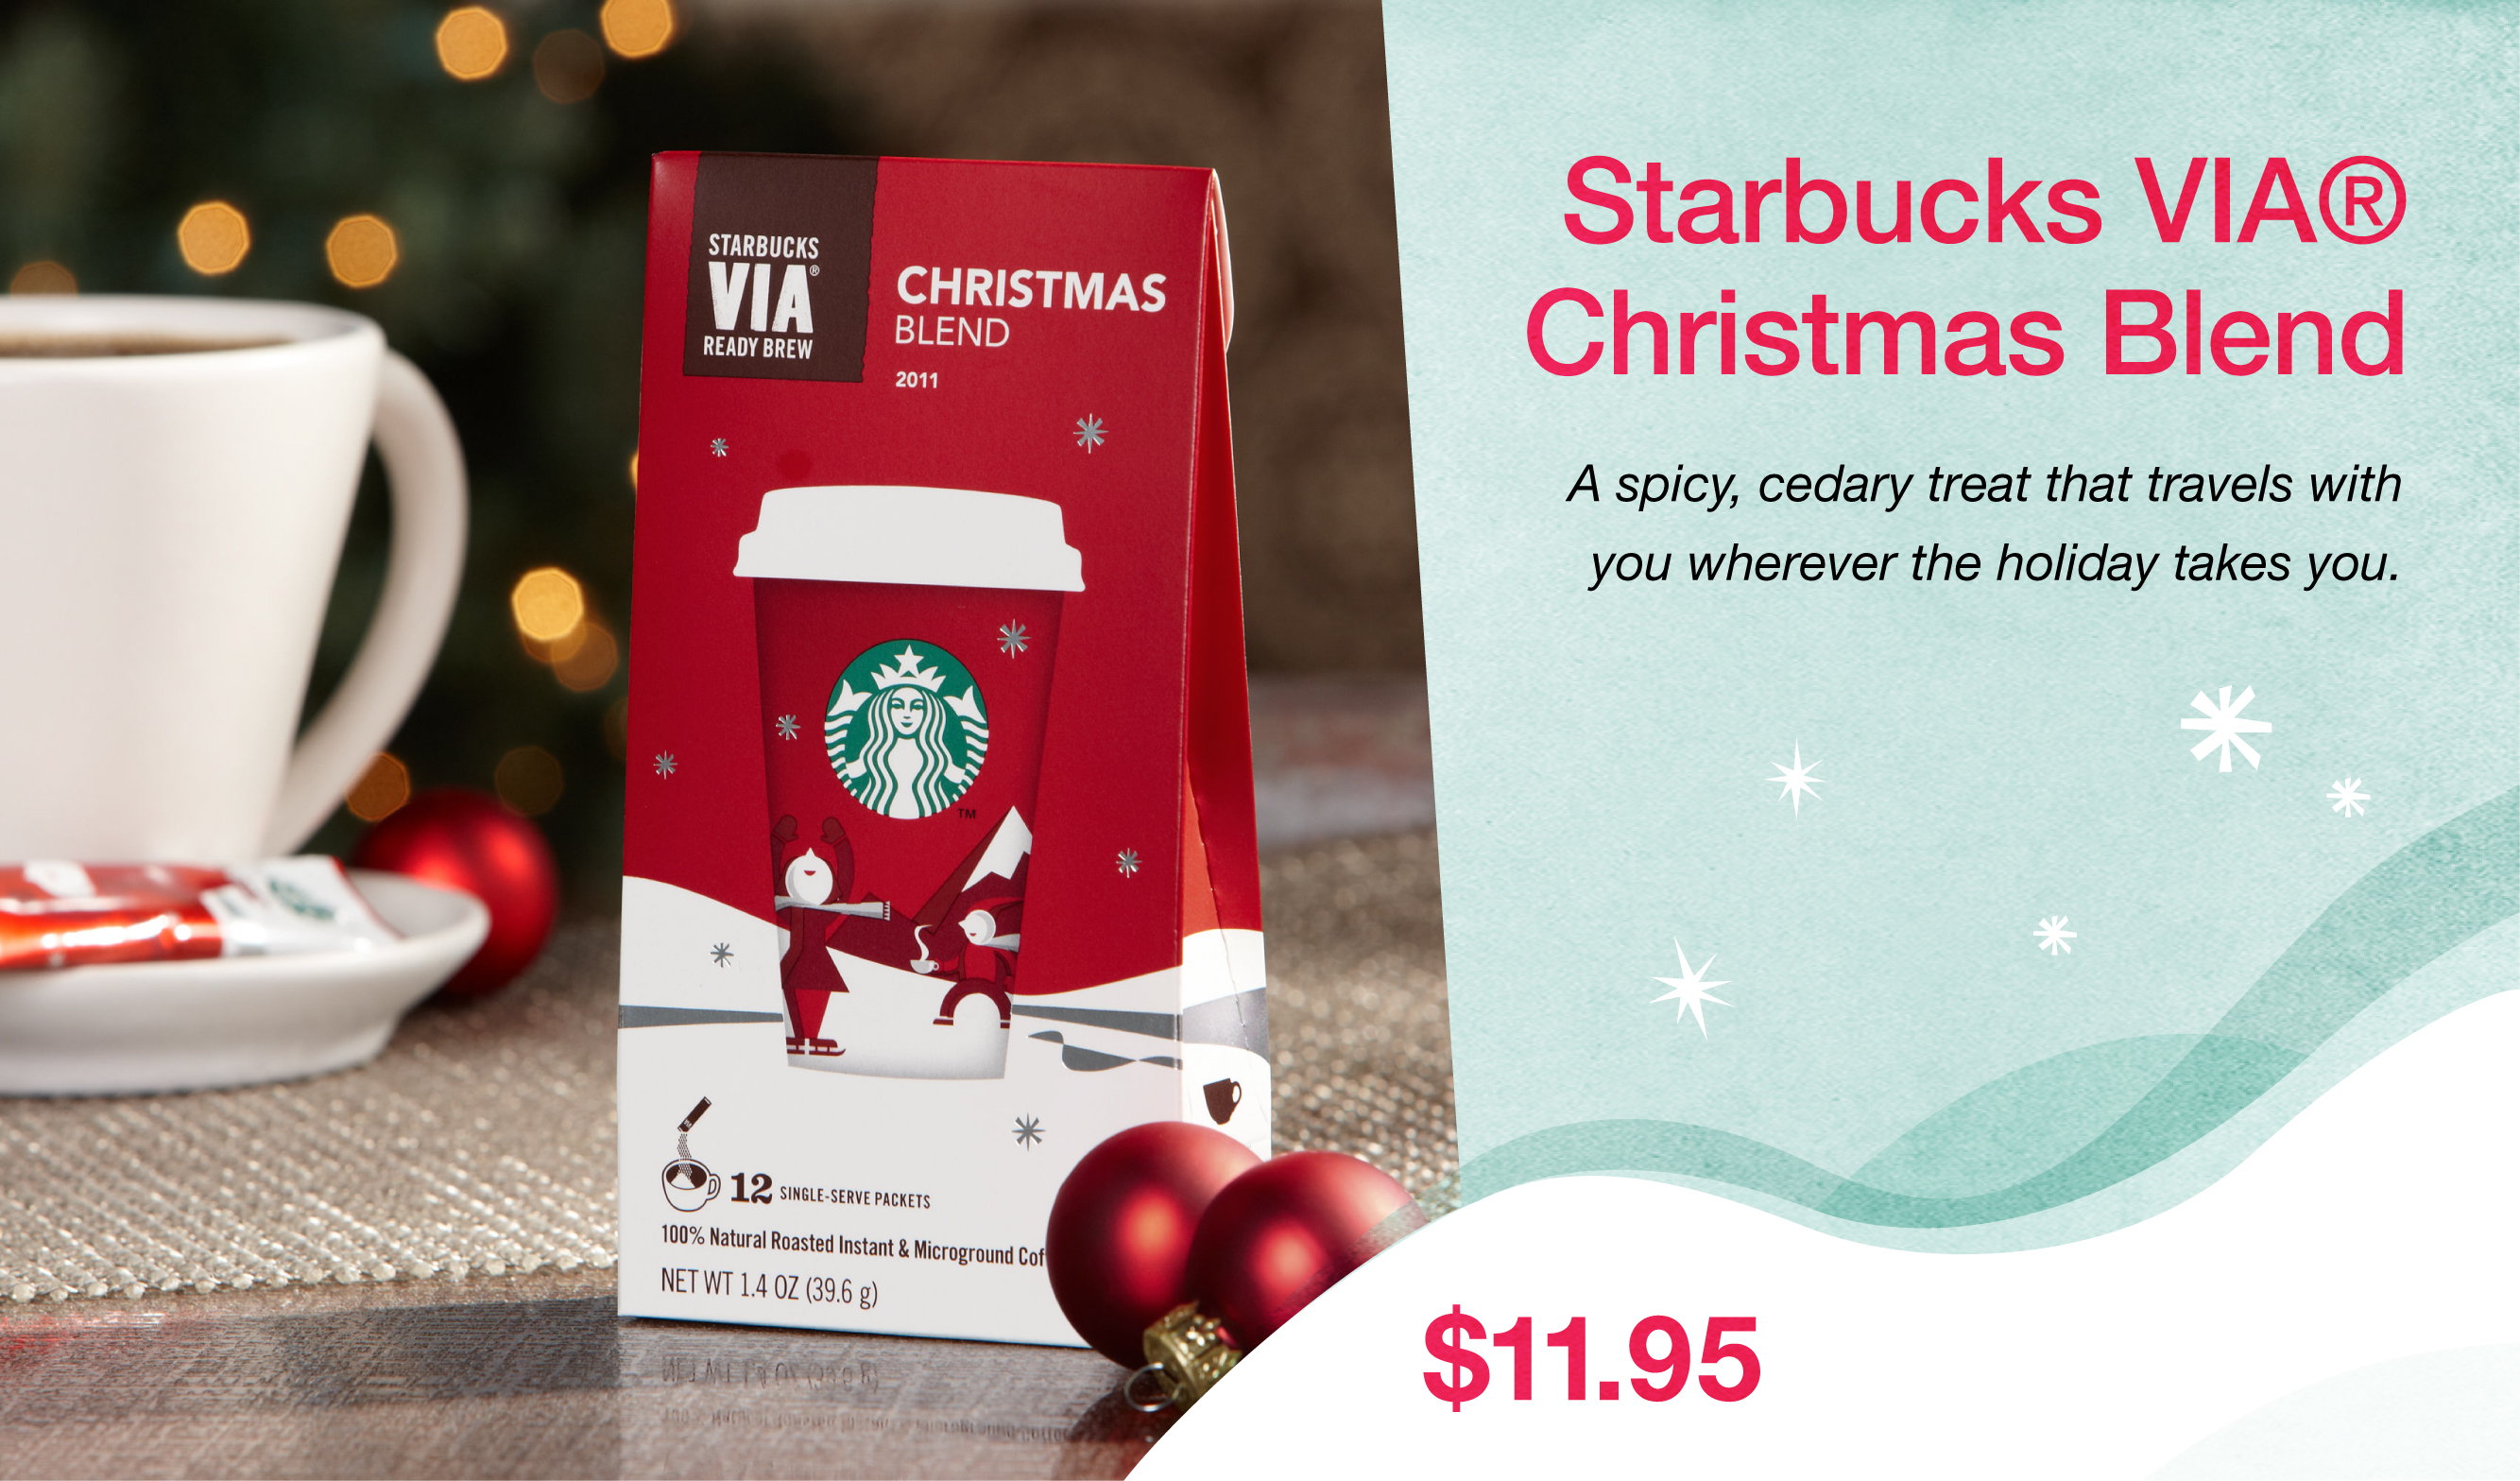 STARBUCKS
VIA®
READY BREW
CHRISTMAS
BLEND
2011
TM
12 SINGLE-SERVE PACKETS
100% Natural Roasted Instant & Microground
NET WT 1.4 OZ (39.6 g)
Starbucks VIA®
Christmas Blend
A spicy, cedary treat that travels with
you wherever the holiday takes you.
$11.95